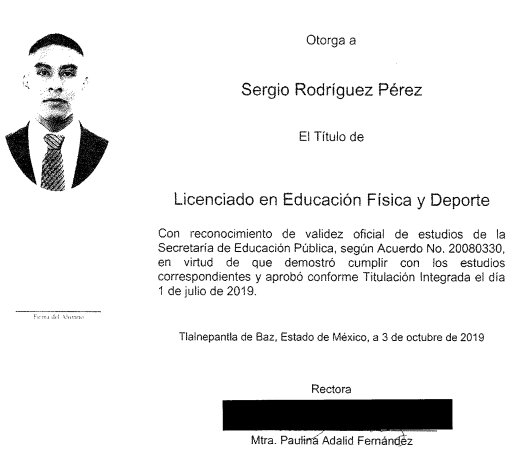 Otorga a
Sergio Rodríguez Pérez
El Título de
Licenciado en Educación Física y Deporte
Con reconocimiento de validez oficial de estudios de la
Secretaría de Educación Pública, según Acuerdo No. 20080330,
en virtud de que demostró cumplir con los estudios
correspondientes y aprobó conforme Titulación Integrada el día
1 de julio de 2019.
Firma del Alumno
Tlalnepantla de Baz, Estado de México, a 3 de octubre de 2019
Rectora
Mtra. Paulina Adalid Fernández